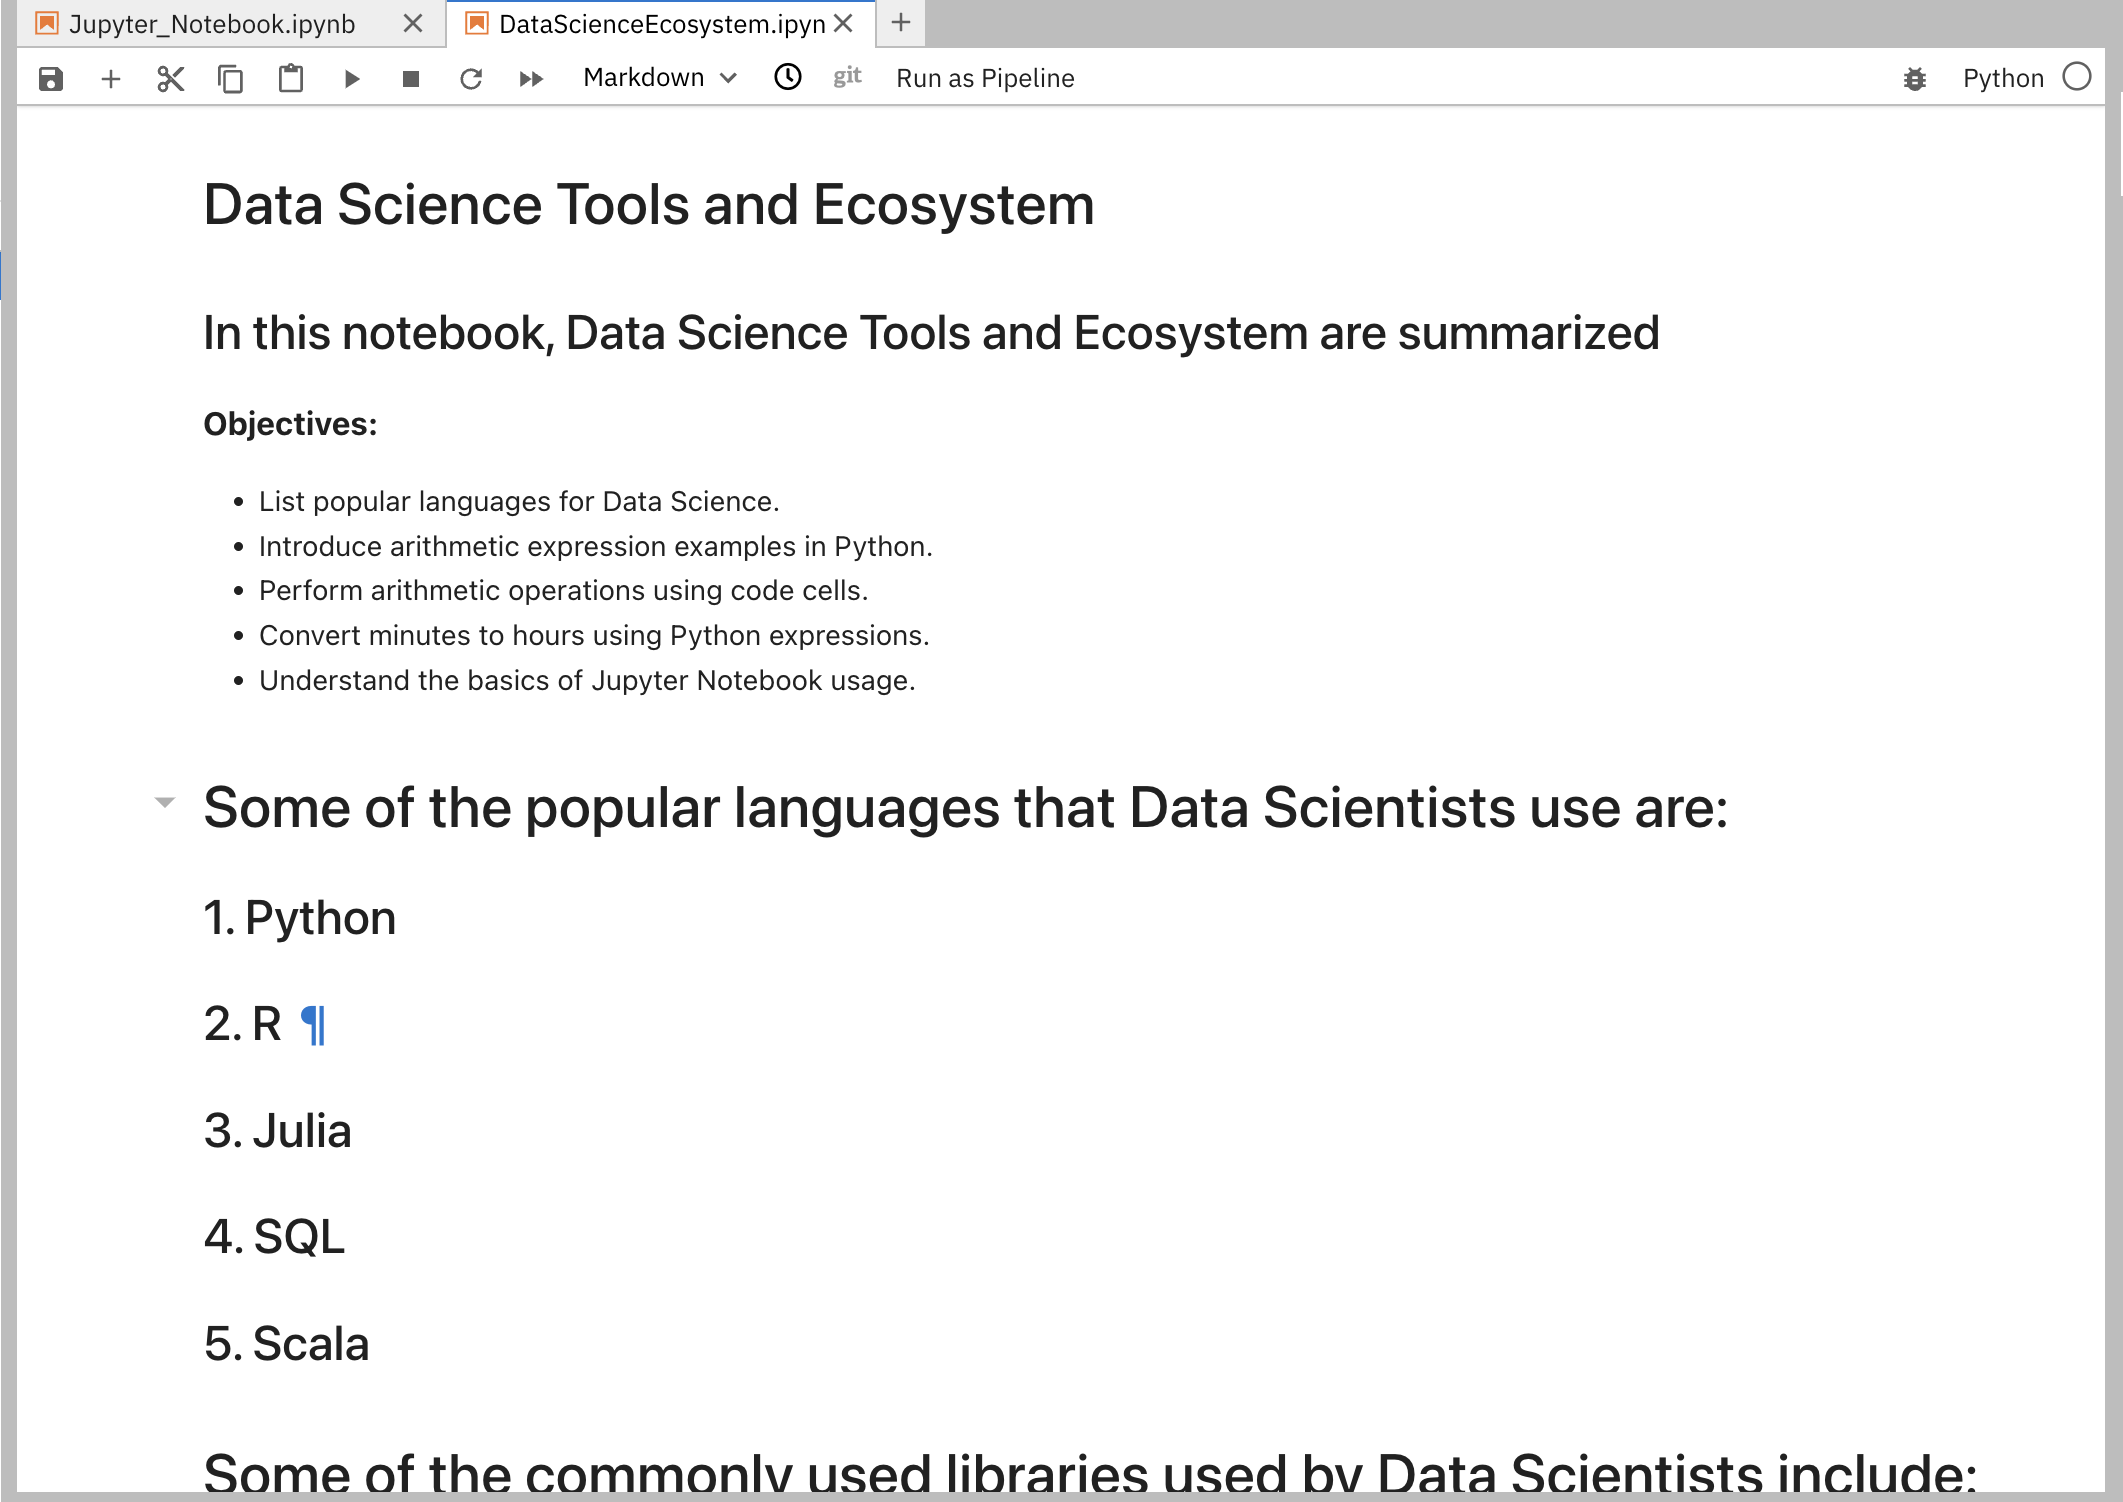 Jupyter_Notebook.ipynb
DataScienceEcosystem.ipyn
Markdown
git
Run as Pipeline
Python
Data Science Tools and Ecosystem
In this notebook, Data Science Tools and Ecosystem are summarized
Objectives:
• List popular languages for Data Science.
• Introduce arithmetic expression examples in Python.
• Perform arithmetic operations using code cells.
• Convert minutes to hours using Python expressions.
• Understand the basics of Jupyter Notebook usage.
Some of the popular languages that Data Scientists use are:
1. Python
2. R ¶
3. Julia
4. SQL
5. Scala
Some of the commonly used libraries used by Data Scientists include: